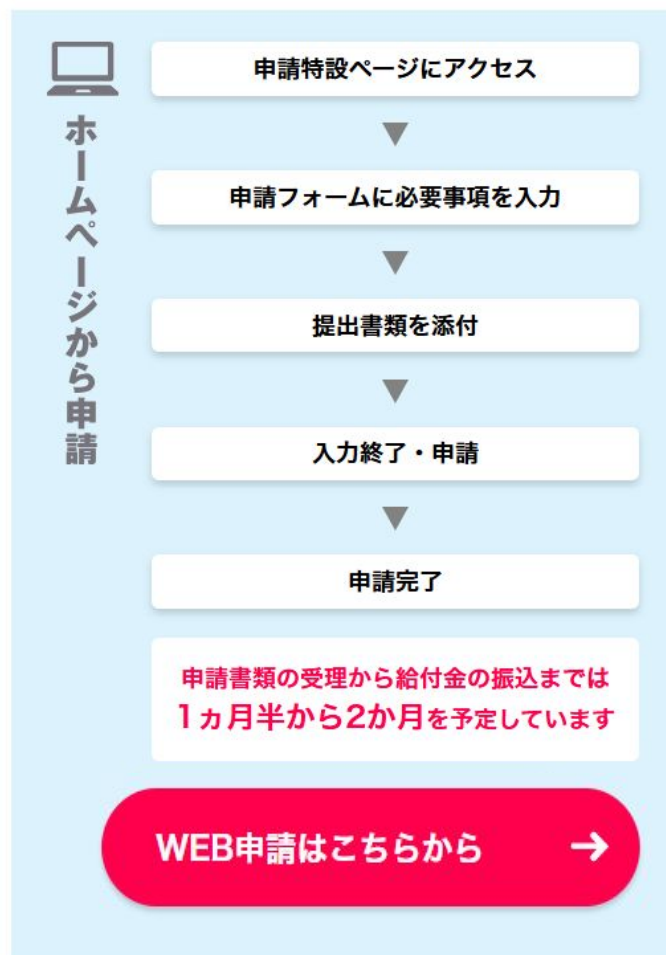 ホームページから申請
申請特設ページにアクセス
申請フォームに必要事項を入力
提出書類を添付
入力終了・申請
申請完了
申請書類の受理から給付金の振込までは
1ヵ月半から2か月を予定しています
WEB申請はこちらから